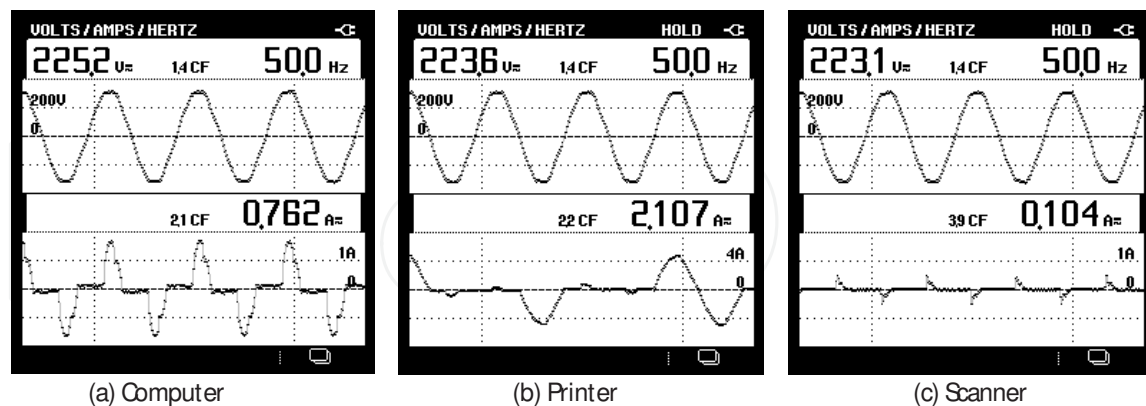 VOLTS / AMPS / HERTZ
225.2 V≂ 1.4 CF 50.0 Hz
200V
0
2.1 CF 0.762 A≂
1A
0
(a) Computer
VOLTS / AMPS / HERTZ HOLD
223.6 V≂ 1.4 CF 50.0 Hz
200V
0
2.2 CF 2.107 A≂
4A
0
(b) Printer
VOLTS / AMPS / HERTZ HOLD
223.1 V≂ 1.4 CF 50.0 Hz
200V
0
3.9 CF 0.104 A≂
1A
0
(c) Scanner